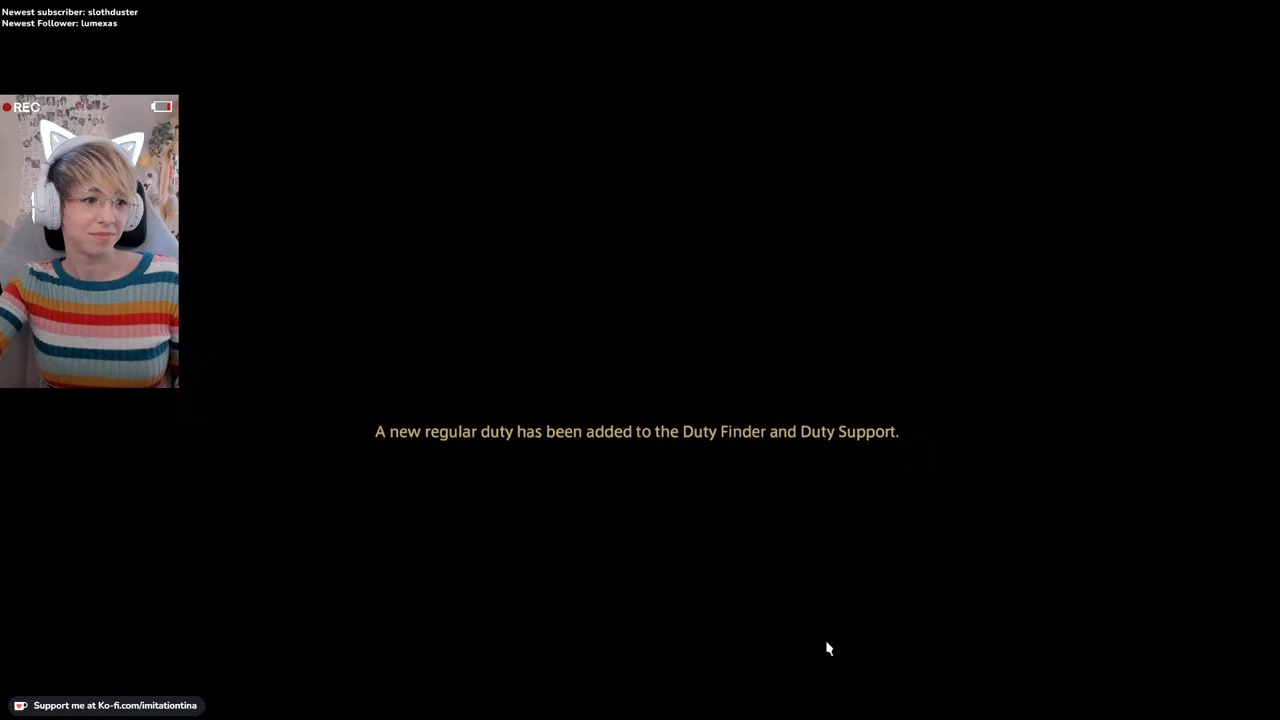 Newest subscriber: slothduster
Newest Follower: lumexas
REC
A new regular duty has been added to the Duty Finder and Duty Support.
Support me at Ko-fi.com/imitationtina